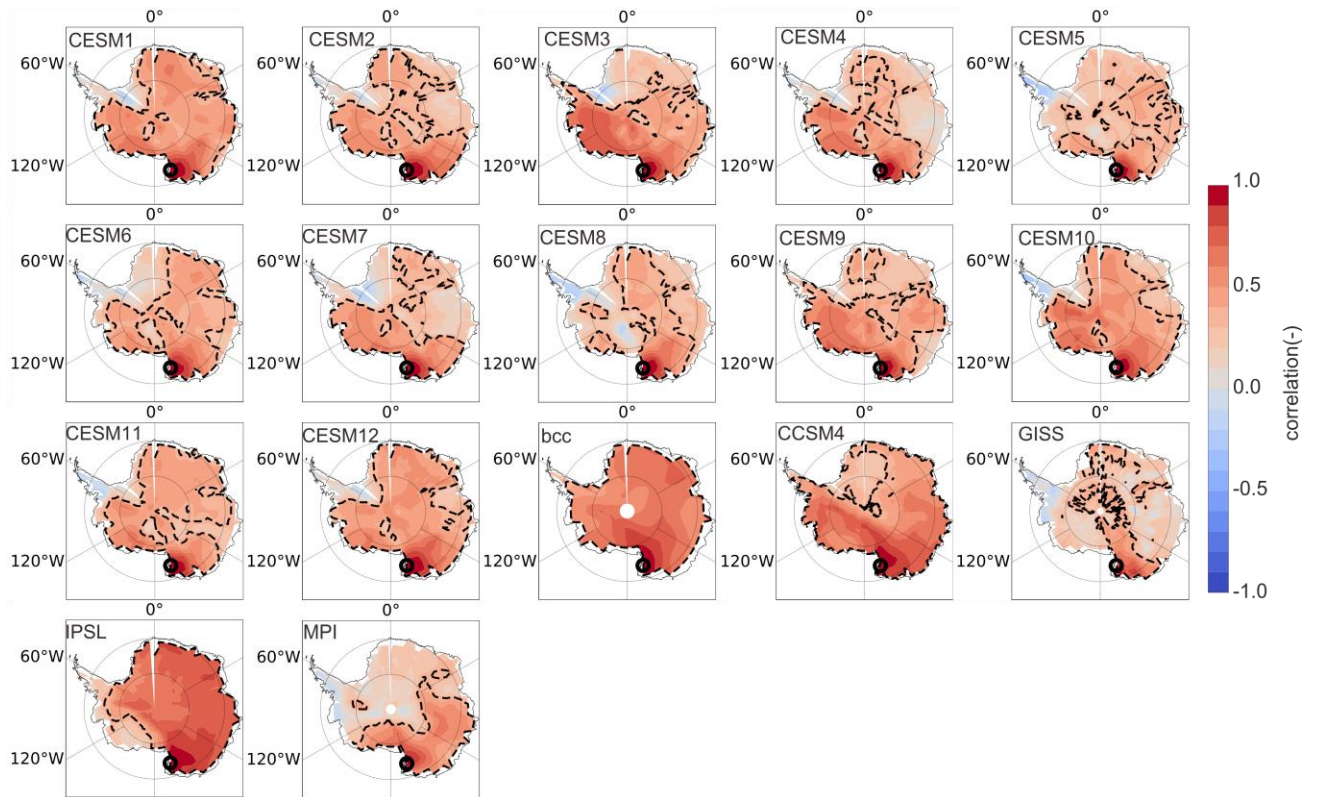 0° 0° 0° 0° 0°
CESM1 CESM2 CESM3 CESM4 CESM5
60°W 60°W 60°W 60°W 60°W
120°W 120°W 120°W 120°W 120°W
0° 0° 0° 0° 0°
CESM6 CESM7 CESM8 CESM9 CESM10
60°W 60°W 60°W 60°W 60°W
120°W 120°W 120°W 120°W 120°W
0° 0° 0° 0° 0°
CESM11 CESM12 bcc CCSM4 GISS
60°W 60°W 60°W 60°W 60°W
120°W 120°W 120°W 120°W 120°W
0° 0°
IPSL MPI
60°W 60°W
120°W 120°W
1.0
0.5
0.0
-0.5
-1.0
correlation(-)